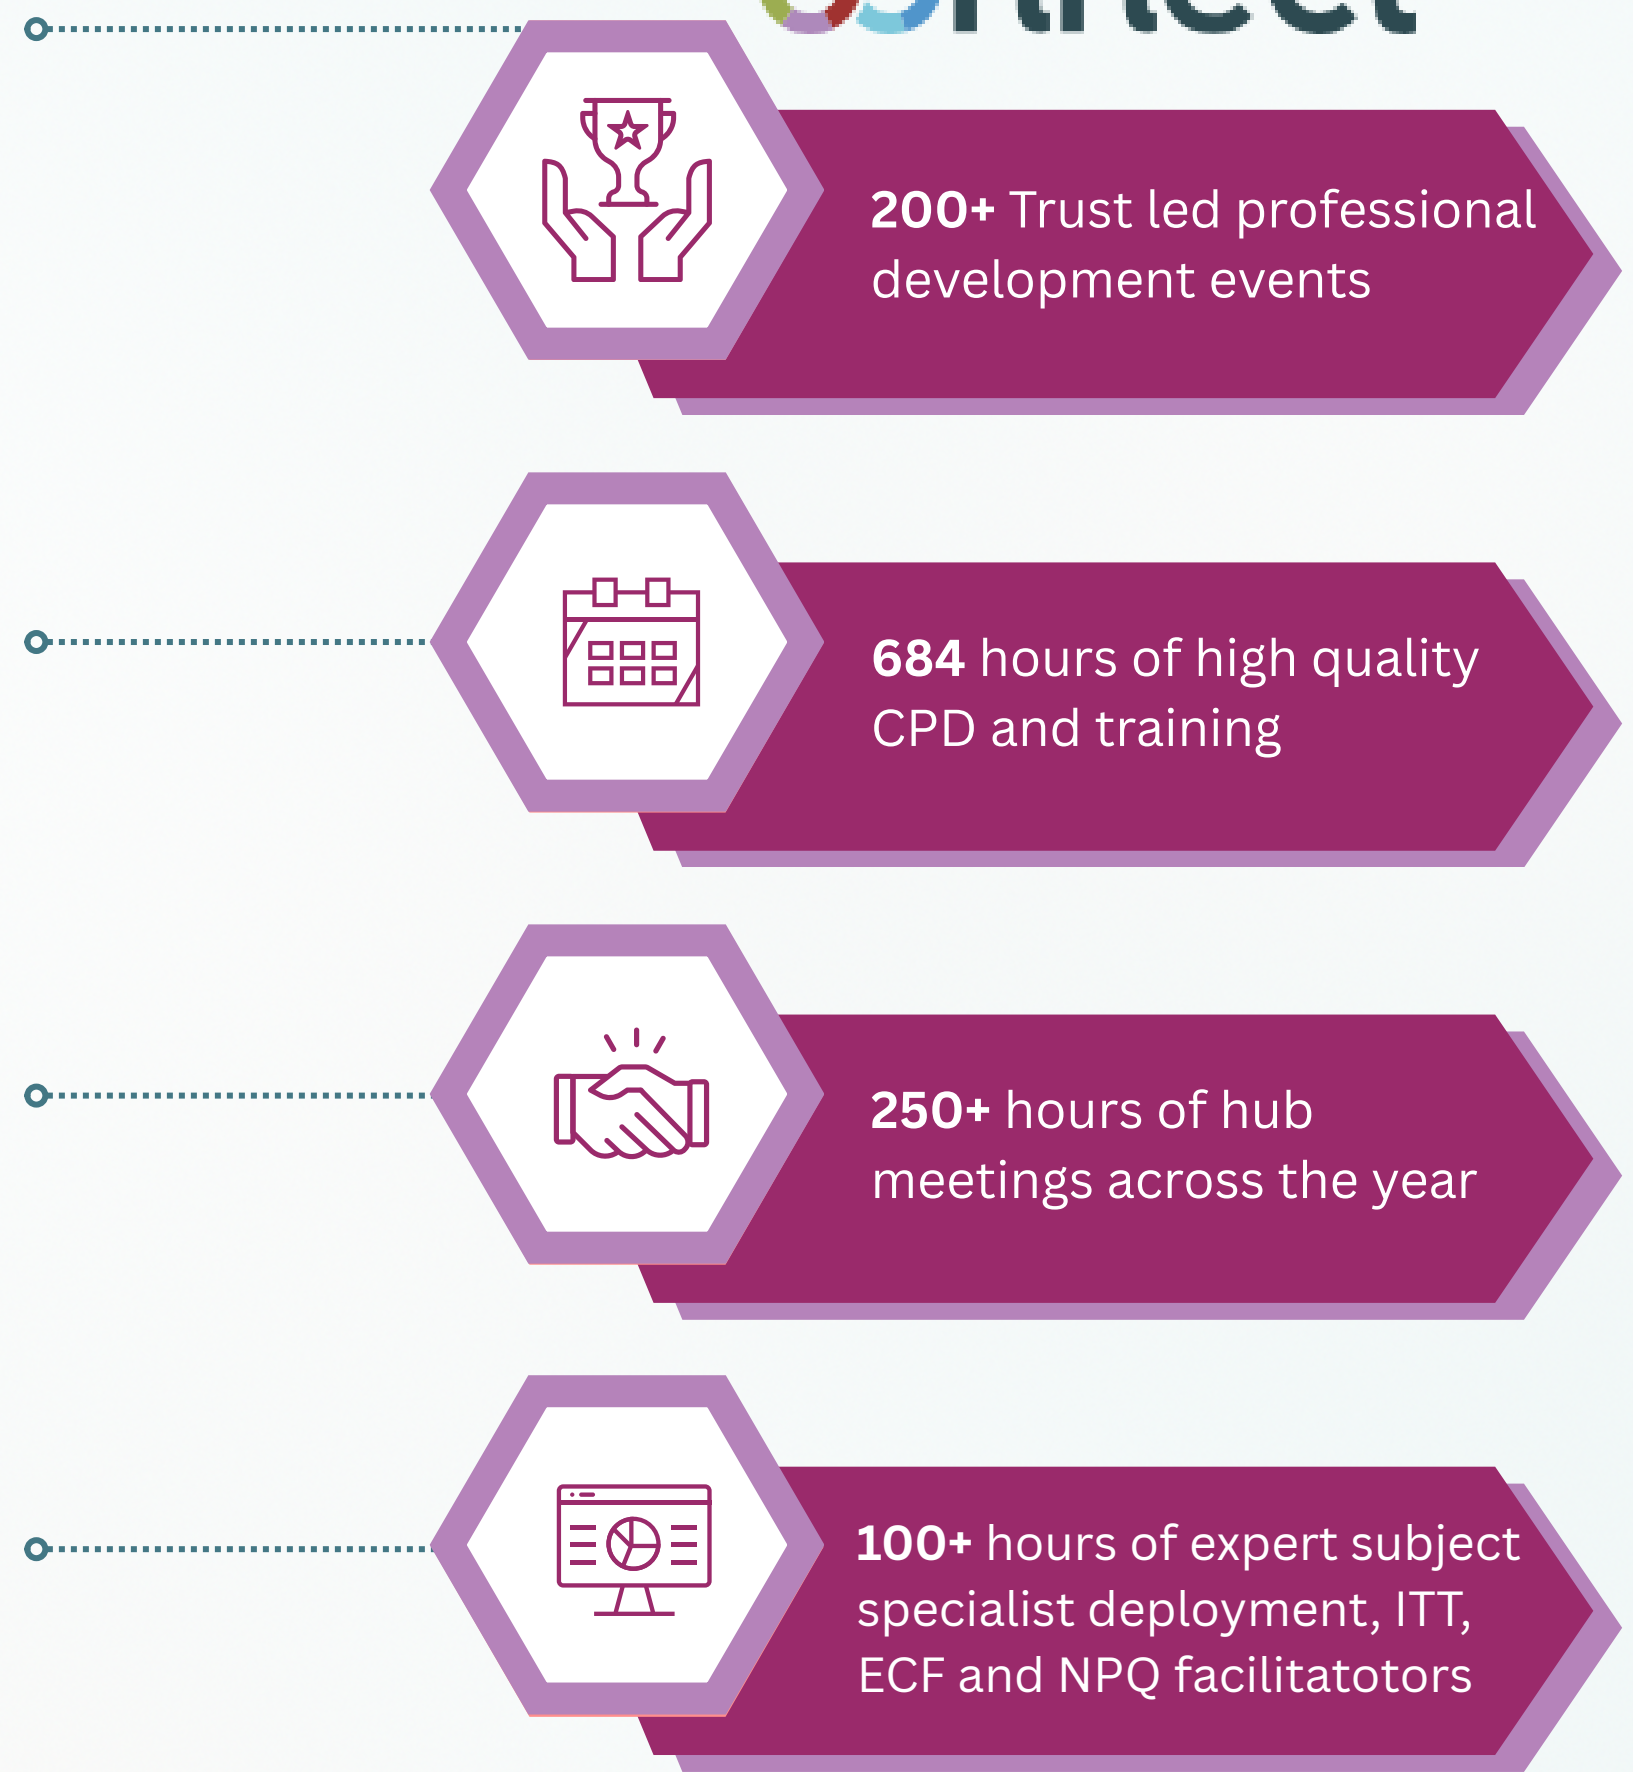 200+ Trust led professional
development events
684 hours of high quality
CPD and training
250+ hours of hub
meetings across the year
100+ hours of expert subject
specialist deployment, ITT,
ECF and NPQ facilitatotors